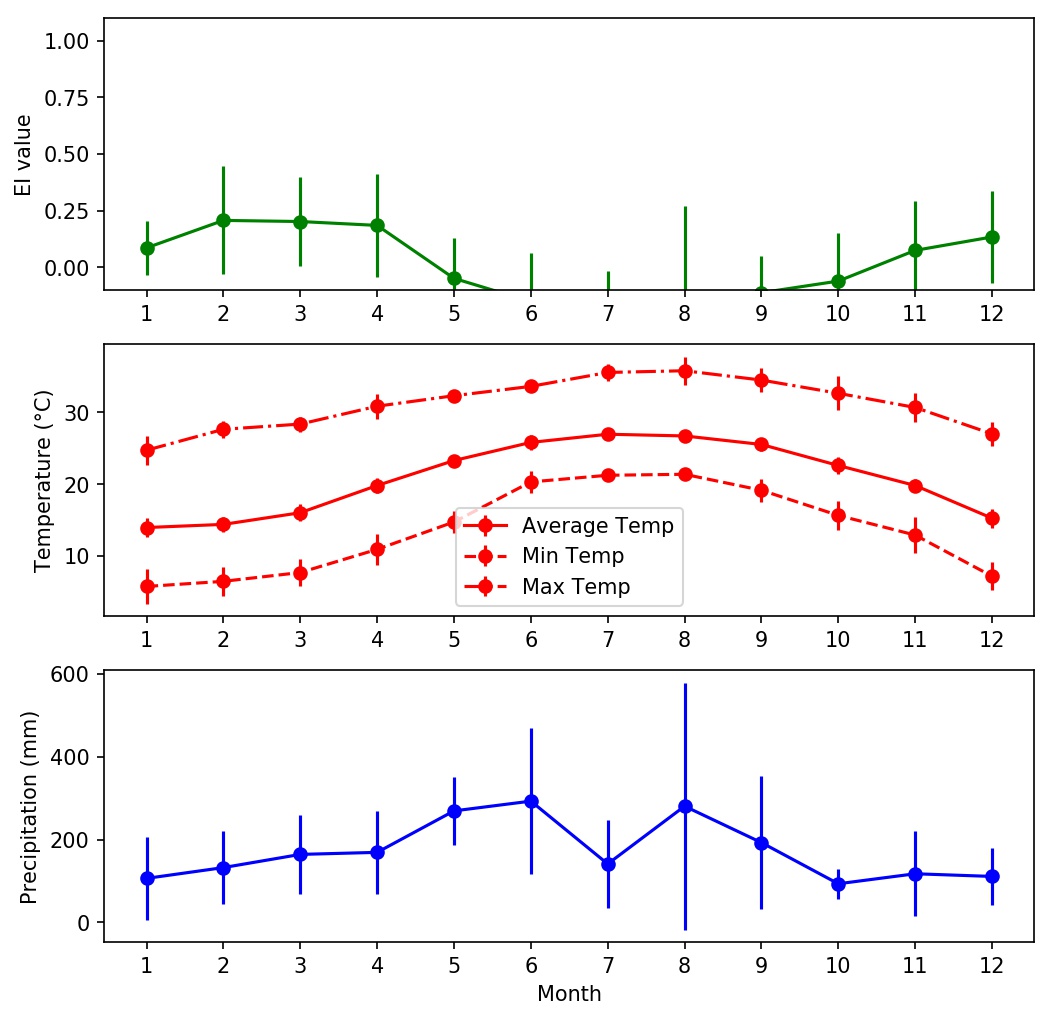 EI value
1.00
0.75
0.50
0.25
0.00
1 2 3 4 5 6 7 8 9 10 11 12
Temperature (°C)
30
20
10
Average Temp
Min Temp
Max Temp
1 2 3 4 5 6 7 8 9 10 11 12
Precipitation (mm)
600
400
200
0
1 2 3 4 5 6 7 8 9 10 11 12
Month